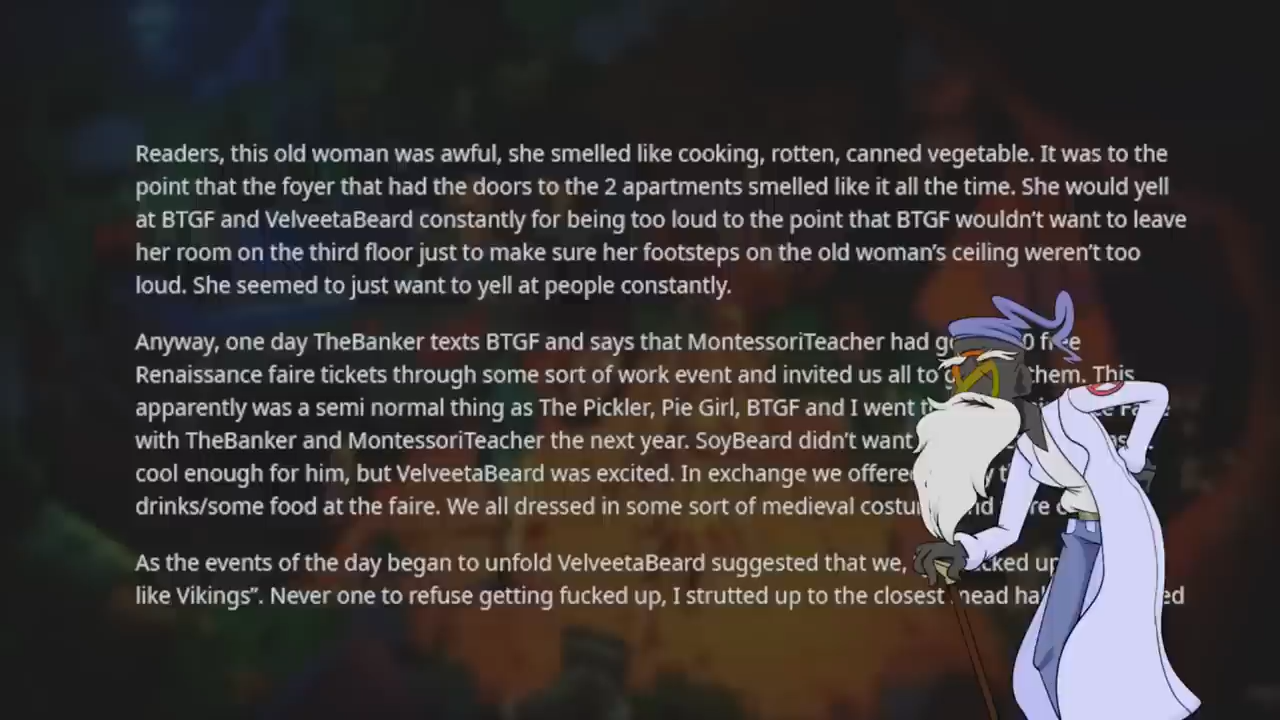 Readers, this old woman was awful, she smelled like cooking, rotten, canned vegetable. It was to the
point that the foyer that had the doors to the 2 apartments smelled like it all the time. She would yell
at BTGF and VelveetaBeard constantly for being too loud to the point that BTGF wouldn't want to leave
her room on the third floor just to make sure her footsteps on the old woman's ceiling weren't too
loud. She seemed to just want to yell at people constantly.
Anyway, one day TheBanker texts BTGF and says that MontessoriTeacher had free
Renaissance faire tickets through some sort of work event and invited us all to them. This
apparently was a semi normal thing as The Pickler, Pie Girl, BTGF and I went
with TheBanker and MontessoriTeacher the next year. SoyBeard didn't want
cool enough for him, but VelveetaBeard was excited. In exchange we offered
drinks/some food at the faire. We all dressed in some sort of medieval
As the events of the day began to unfold VelveetaBeard suggested that we, up
like Vikings". Never one to refuse getting fucked up, I strutted up to the closest mead